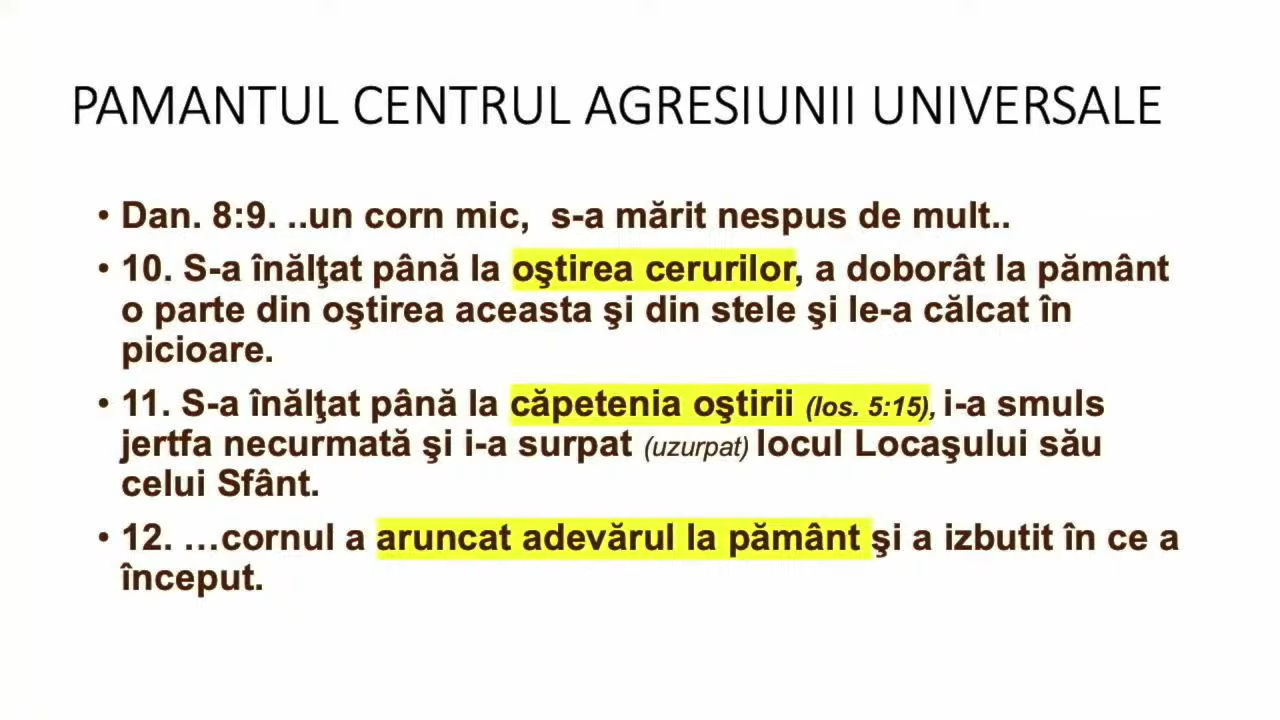 PAMANTUL CENTRUL AGRESIUNII UNIVERSALE
• Dan. 8:9. ..un corn mic,  s-a mărit nespus de mult..
• 10. S-a înălţat până la oştirea cerurilor, a doborât la pământ
o parte din oştirea aceasta şi din stele şi le-a călcat în
picioare.
• 11. S-a înălţat până la căpetenia oştirii (Ios. 5:15), i-a smuls
jertfa necurmată şi i-a surpat (uzurpat) locul Locaşului său
celui Sfânt.
• 12. …cornul a aruncat adevărul la pământ şi a izbutit în ce a
început.